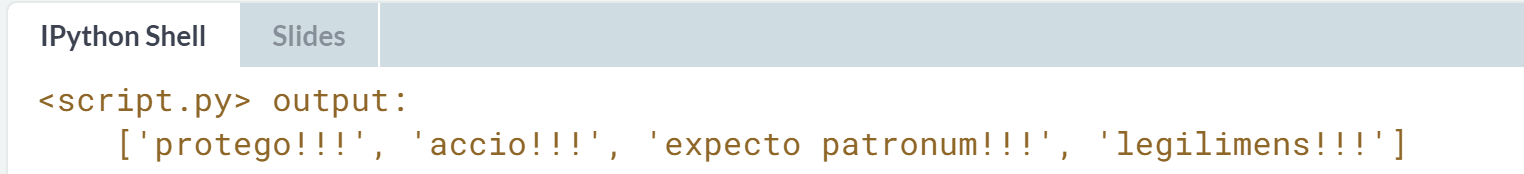 IPython Shell
Slides
<script.py> output:
['protego!!!', 'accio!!!', 'expecto patronum!!!', 'legilimens!!!']